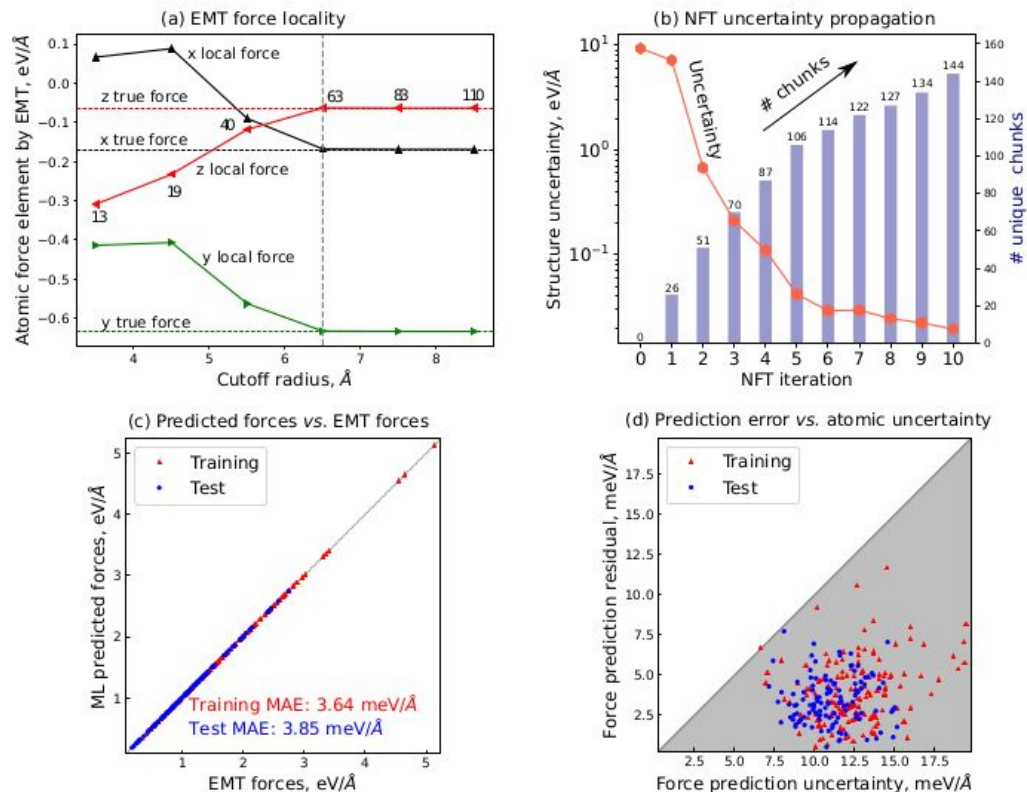 (a) EMT force locality
Atomic force element by EMT, eV/Å
0.1
0.0
−0.1
−0.2
−0.3
−0.4
−0.5
−0.6
x local force
z true force
63
83
110
40
x true force
z local force
19
13
y local force
y true force
4
5
6
7
8
Cutoff radius, Å
(b) NFT uncertainty propagation
Structure uncertainty, eV/Å
10¹
10⁰
10⁻¹
Uncertainty
# chunks
0
26
51
70
87
106
114
122
127
134
144
160
140
120
100
80
60
40
20
0
# unique chunks
0 1 2 3 4 5 6 7 8 9 10
NFT iteration
(c) Predicted forces vs. EMT forces
ML predicted forces, eV/Å
5
4
3
2
1
Training
Test
Training MAE: 3.64 meV/Å
Test MAE: 3.85 meV/Å
1 2 3 4 5
EMT forces, eV/Å
(d) Prediction error vs. atomic uncertainty
Force prediction residual, meV/Å
17.5
15.0
12.5
10.0
7.5
5.0
2.5
Training
Test
2.5 5.0 7.5 10.0 12.5 15.0 17.5
Force prediction uncertainty, meV/Å